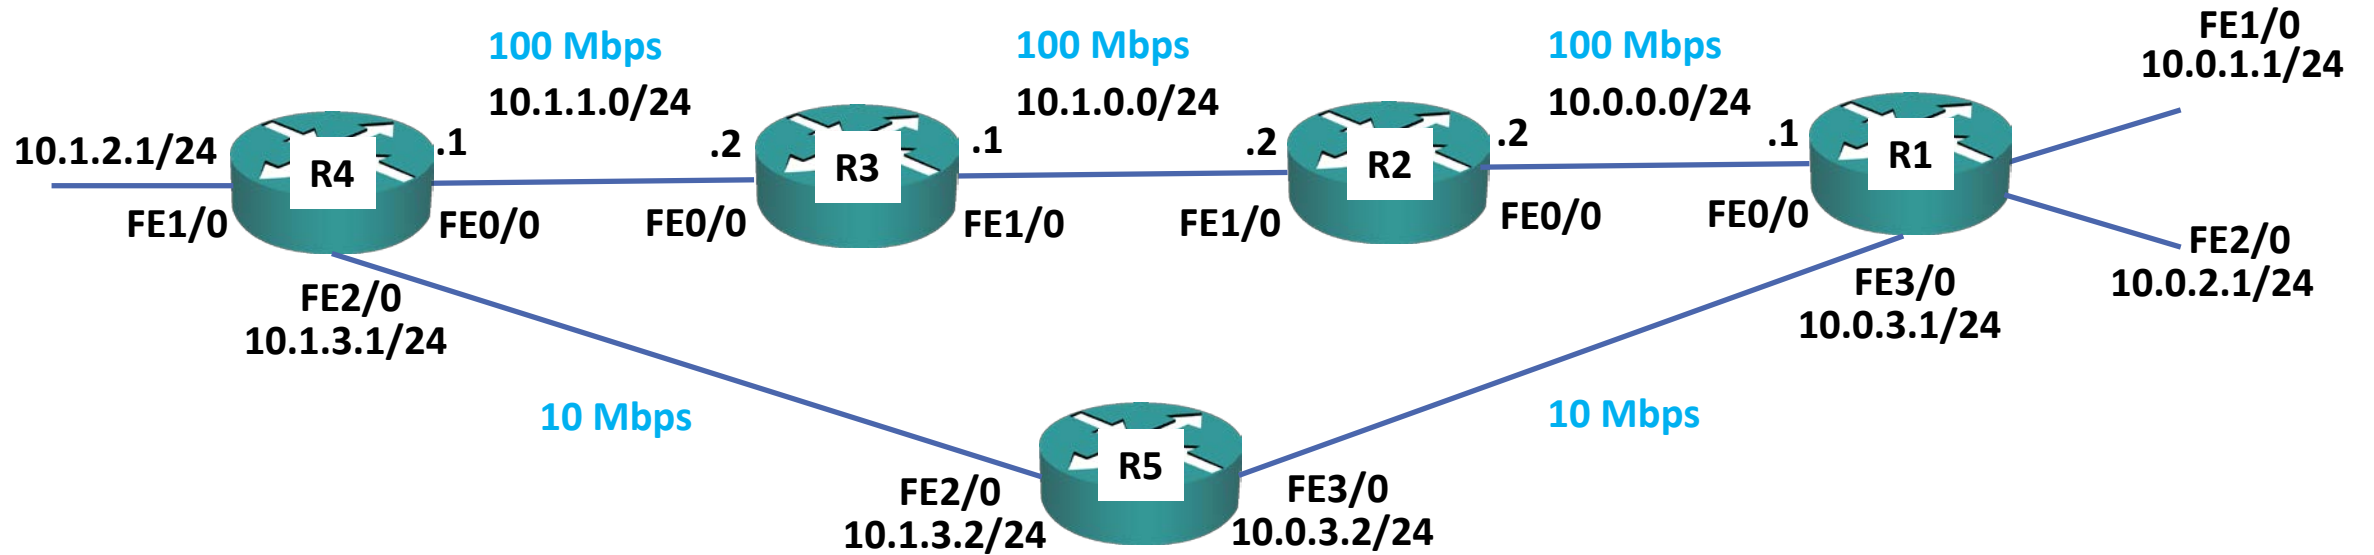 FE1/0
10.0.1.1/24
100 Mbps
10.1.1.0/24
100 Mbps
10.1.0.0/24
100 Mbps
10.0.0.0/24
10.1.2.1/24
R4
.1
.2
R3
.1
.2
R2
.2
.1
R1
FE1/0
FE0/0
FE0/0
FE1/0
FE1/0
FE0/0
FE0/0
FE2/0
10.0.2.1/24
FE2/0
10.1.3.1/24
FE3/0
10.0.3.1/24
10 Mbps
10 Mbps
R5
FE2/0
10.1.3.2/24
FE3/0
10.0.3.2/24